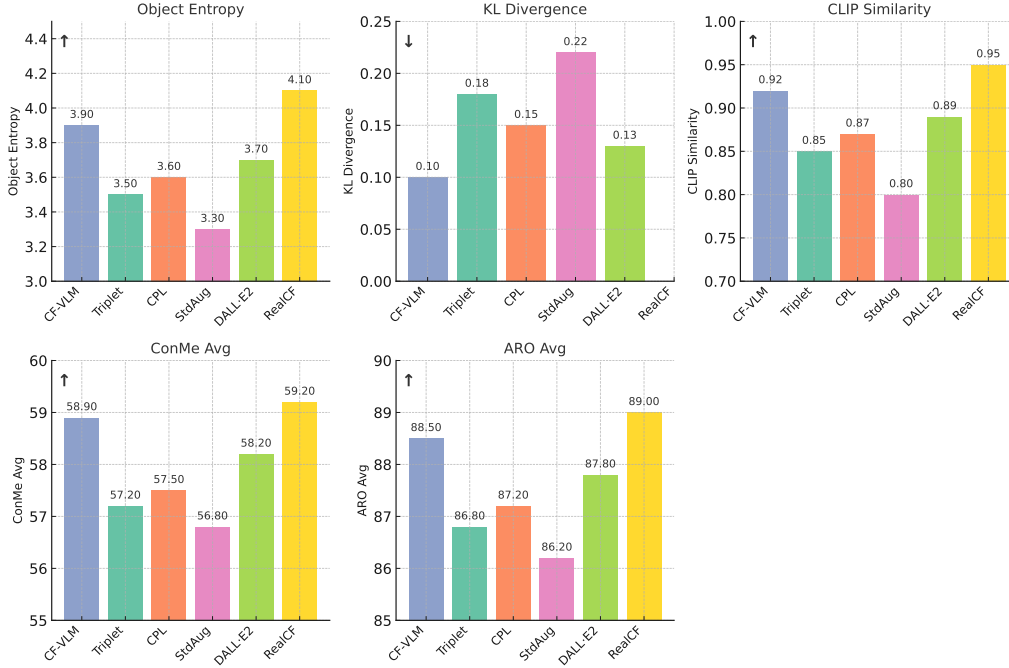 Object Entropy
↑
Object Entropy
4.4
4.2
4.0
3.8
3.6
3.4
3.2
3.0
3.90
3.50
3.60
3.30
3.70
4.10
CF-VLM
Triplet
CPL
StdAug
DALL-E2
RealCF
KL Divergence
↓
KL Divergence
0.25
0.20
0.15
0.10
0.05
0.00
0.10
0.18
0.15
0.22
0.13
CF-VLM
Triplet
CPL
StdAug
DALL-E2
RealCF
CLIP Similarity
↑
CLIP Similarity
1.00
0.95
0.90
0.85
0.80
0.75
0.70
0.92
0.85
0.87
0.80
0.89
0.95
CF-VLM
Triplet
CPL
StdAug
DALL-E2
RealCF
ConMe Avg
↑
ConMe Avg
60
59
58
57
56
55
58.90
57.20
57.50
56.80
58.20
59.20
CF-VLM
Triplet
CPL
StdAug
DALL-E2
RealCF
ARO Avg
↑
ARO Avg
90
89
88
87
86
85
88.50
86.80
87.20
86.20
87.80
89.00
CF-VLM
Triplet
CPL
StdAug
DALL-E2
RealCF